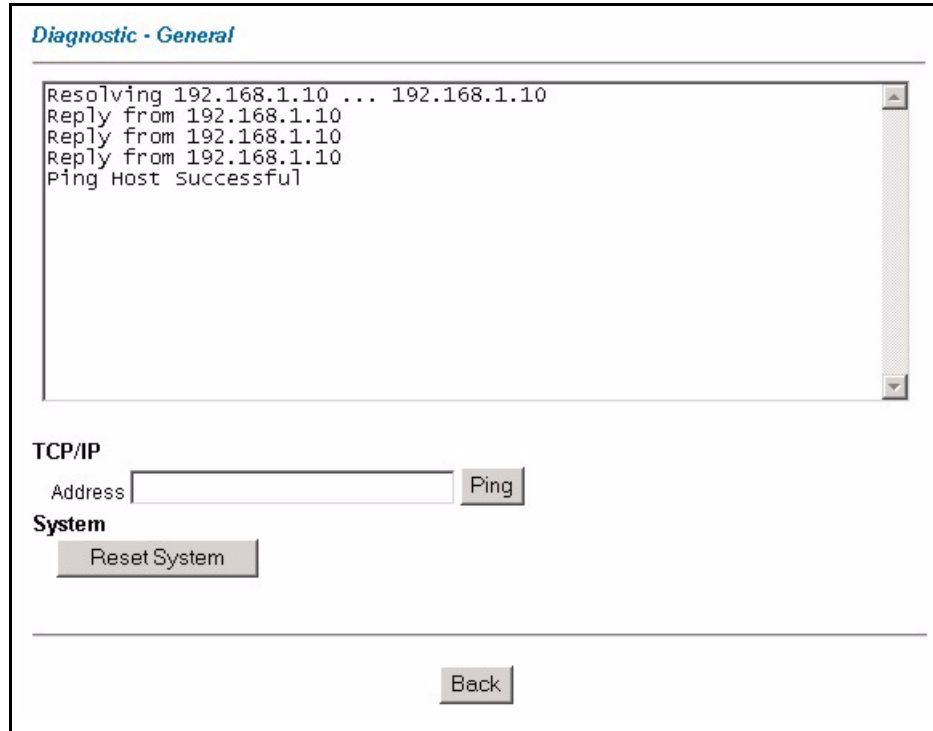 Diagnostic - General
Resolving 192.168.1.10 ... 192.168.1.10
Reply from 192.168.1.10
Reply from 192.168.1.10
Reply from 192.168.1.10
Ping Host Successful
TCP/IP
Address Ping
System
Reset System
Back